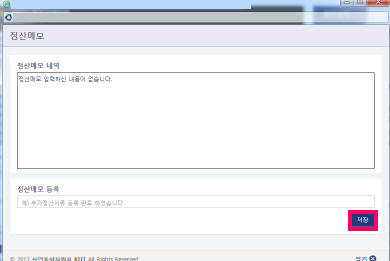 정산메모
정산메모 내역
정산메모 입력하신 내용이 없습니다.
정산메모 등록
예) 추가정산서류 등록 완료 하였습니다.
저장
© 2017 산업통상자원부 KEIT All Rights Reserved.
닫기